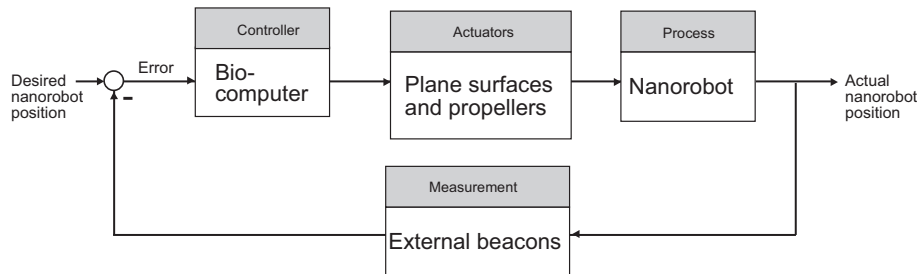 Controller
Actuators
Process
Desired
nanorobot
position
Error
Bio-
computer
Plane surfaces
and propellers
Nanorobot
Actual
nanorobot
position
-
Measurement
External beacons